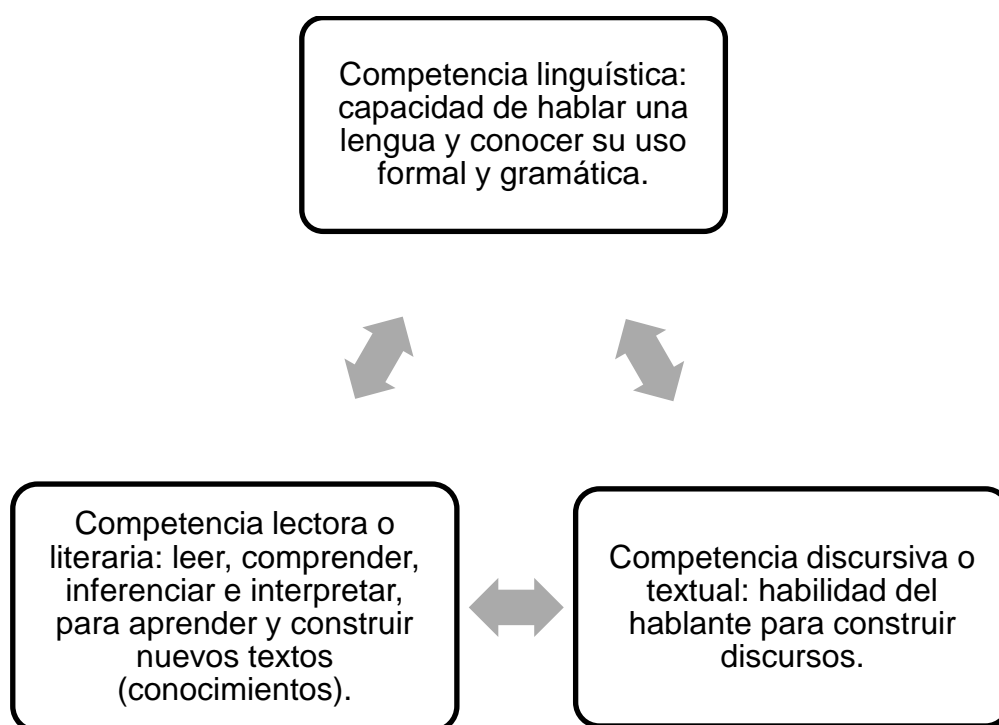 Competencia linguística:
capacidad de hablar una
lengua y conocer su uso
formal y gramática.
Competencia lectora o
literaria: leer, comprender,
inferenciar e interpretar,
para aprender y construir
nuevos textos
(conocimientos).
Competencia discursiva o
textual: habilidad del
hablante para construir
discursos.